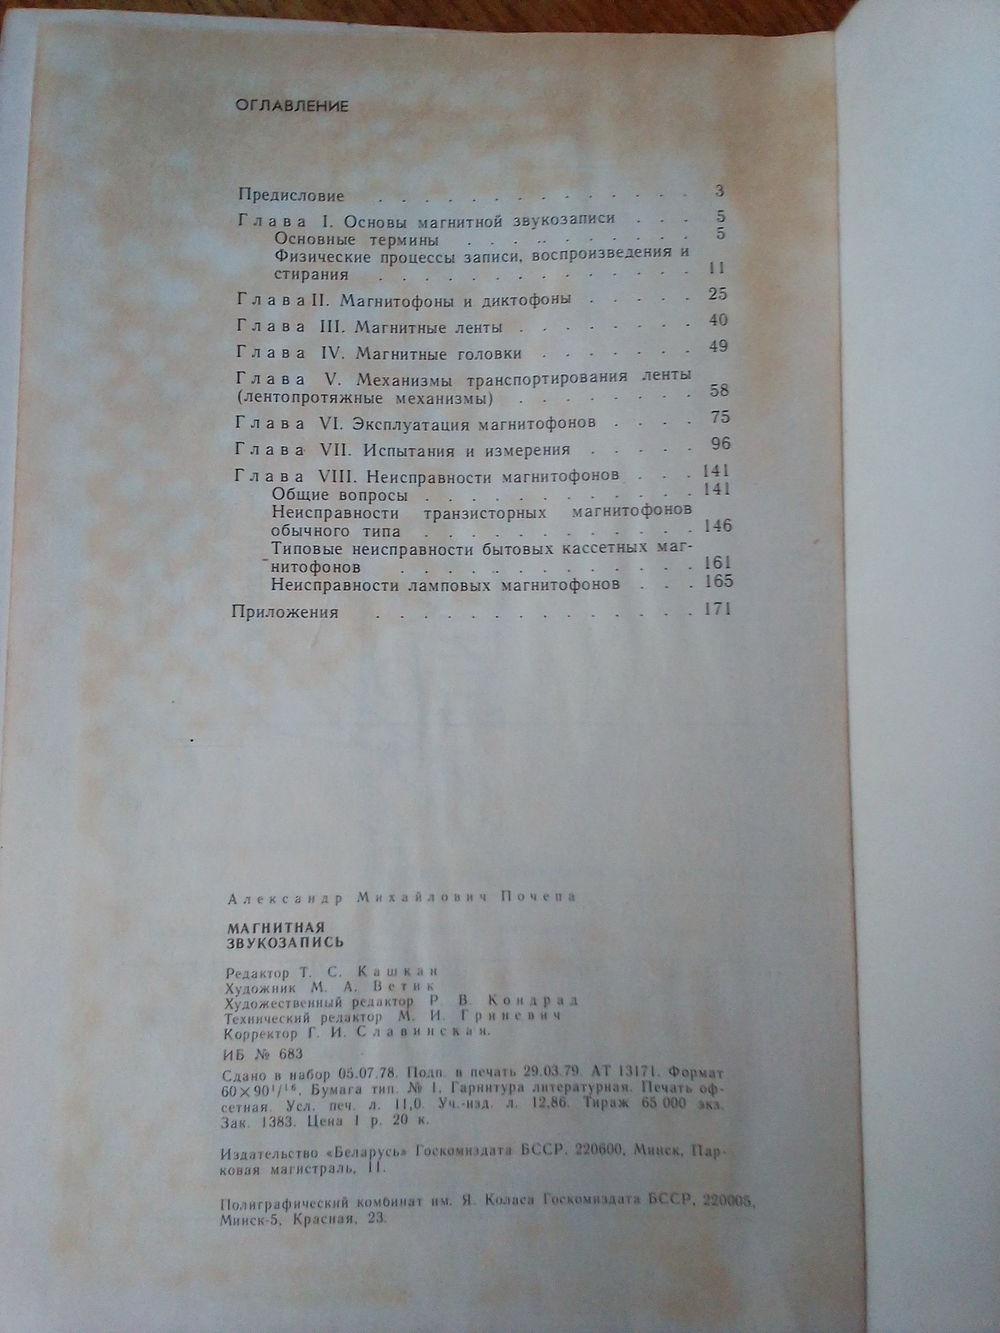 ОГЛАВЛЕНИЕ
Предисловие . . . . . . . . . . . . . . 3
Глава I. Основы магнитной звукозаписи . . . 5
Основные термины . . . . . . . . . . 5
Физические процессы записи, воспроизведения и
стирания . . . . . . . . . . . . . . 11
Глава II. Магнитофоны и диктофоны . . . . . 25
Глава III. Магнитные ленты . . . . . . . . 40
Глава IV. Магнитные головки . . . . . . . 49
Глава V. Механизмы транспортирования ленты
(лентопротяжные механизмы) . . . . . . . . 58
Глава VI. Эксплуатация магнитофонов . . . . 75
Глава VII. Испытания и измерения . . . . . 96
Глава VIII. Неисправности магнитофонов . . . 141
Общие вопросы . . . . . . . . . . . . 141
Неисправности транзисторных магнитофонов
обычного типа . . . . . . . . . . . . 146
Типовые неисправности бытовых кассетных маг-
нитофонов . . . . . . . . . . . . . 161
Неисправности ламповых магнитофонов . . . 165
Приложения . . . . . . . . . . . . . . 171
Александр Михайлович Почепа
МАГНИТНАЯ
ЗВУКОЗАПИСЬ
Редактор Т. С. Кашкан
Художник М. А. Ветик
Художественный редактор Р. В. Кондрад
Технический редактор М. И. Гриневич
Корректор Г. И. Славинская.
ИБ № 683
Сдано в набор 05.07.78. Подп. в печать 29.03.79. АТ 13171. Формат
60×90¹/¹⁶. Бумага тип. № 1. Гарнитура литературная. Печать оф-
сетная. Усл. печ. л. 11,0. Уч.-изд. л. 12,86. Тираж 65 000 экз.
Зак. 1383. Цена 1 р. 20 к.
Издательство «Беларусь» Госкомиздата БССР. 220600, Минск, Пар-
ковая магистраль, 11.
Полиграфический комбинат им. Я. Коласа Госкомиздата БССР, 220005,
Минск-5, Красная, 23.